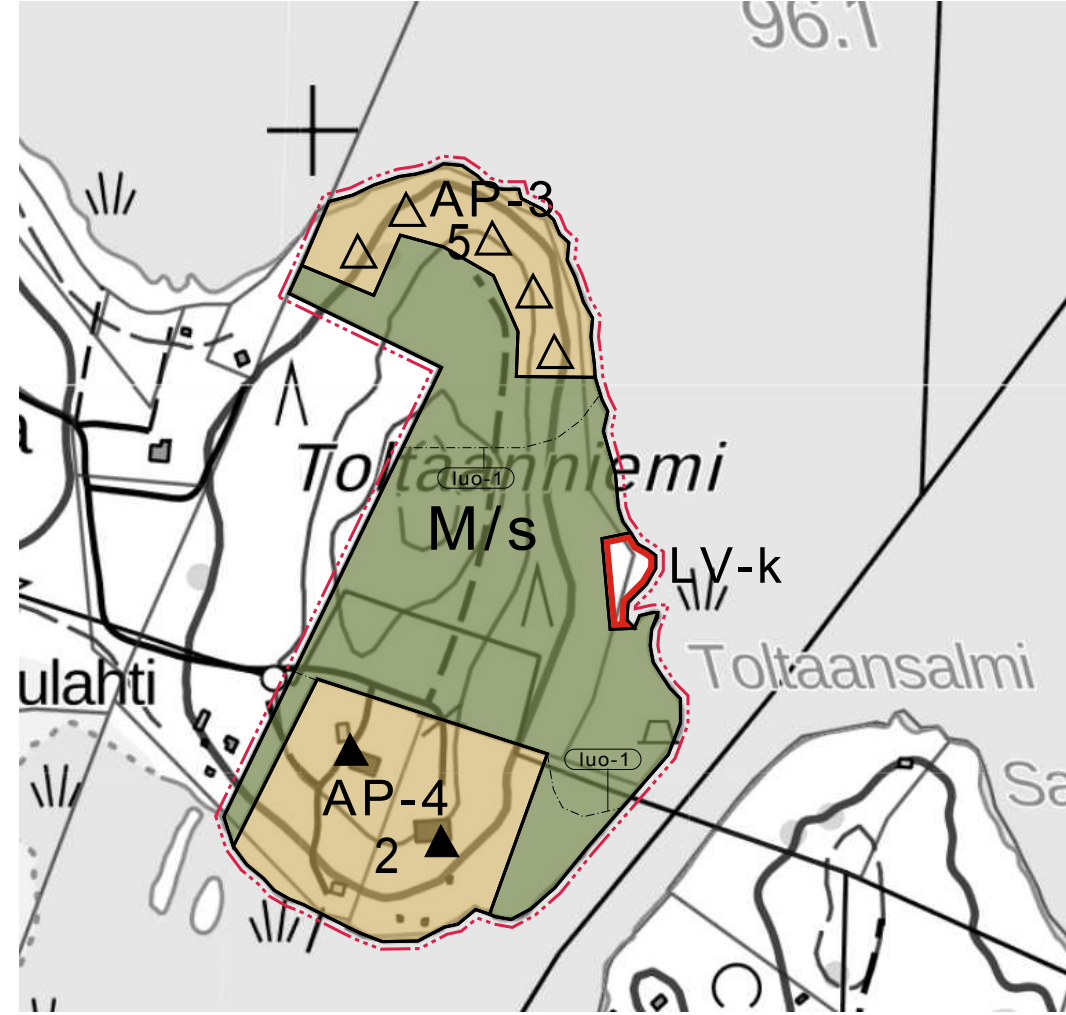 96.1
AP-3
5
Toltaanniemi
luo-1
M/s
LV-k
ulahti
Toltaansalmi
luo-1
Sa
AP-4
2